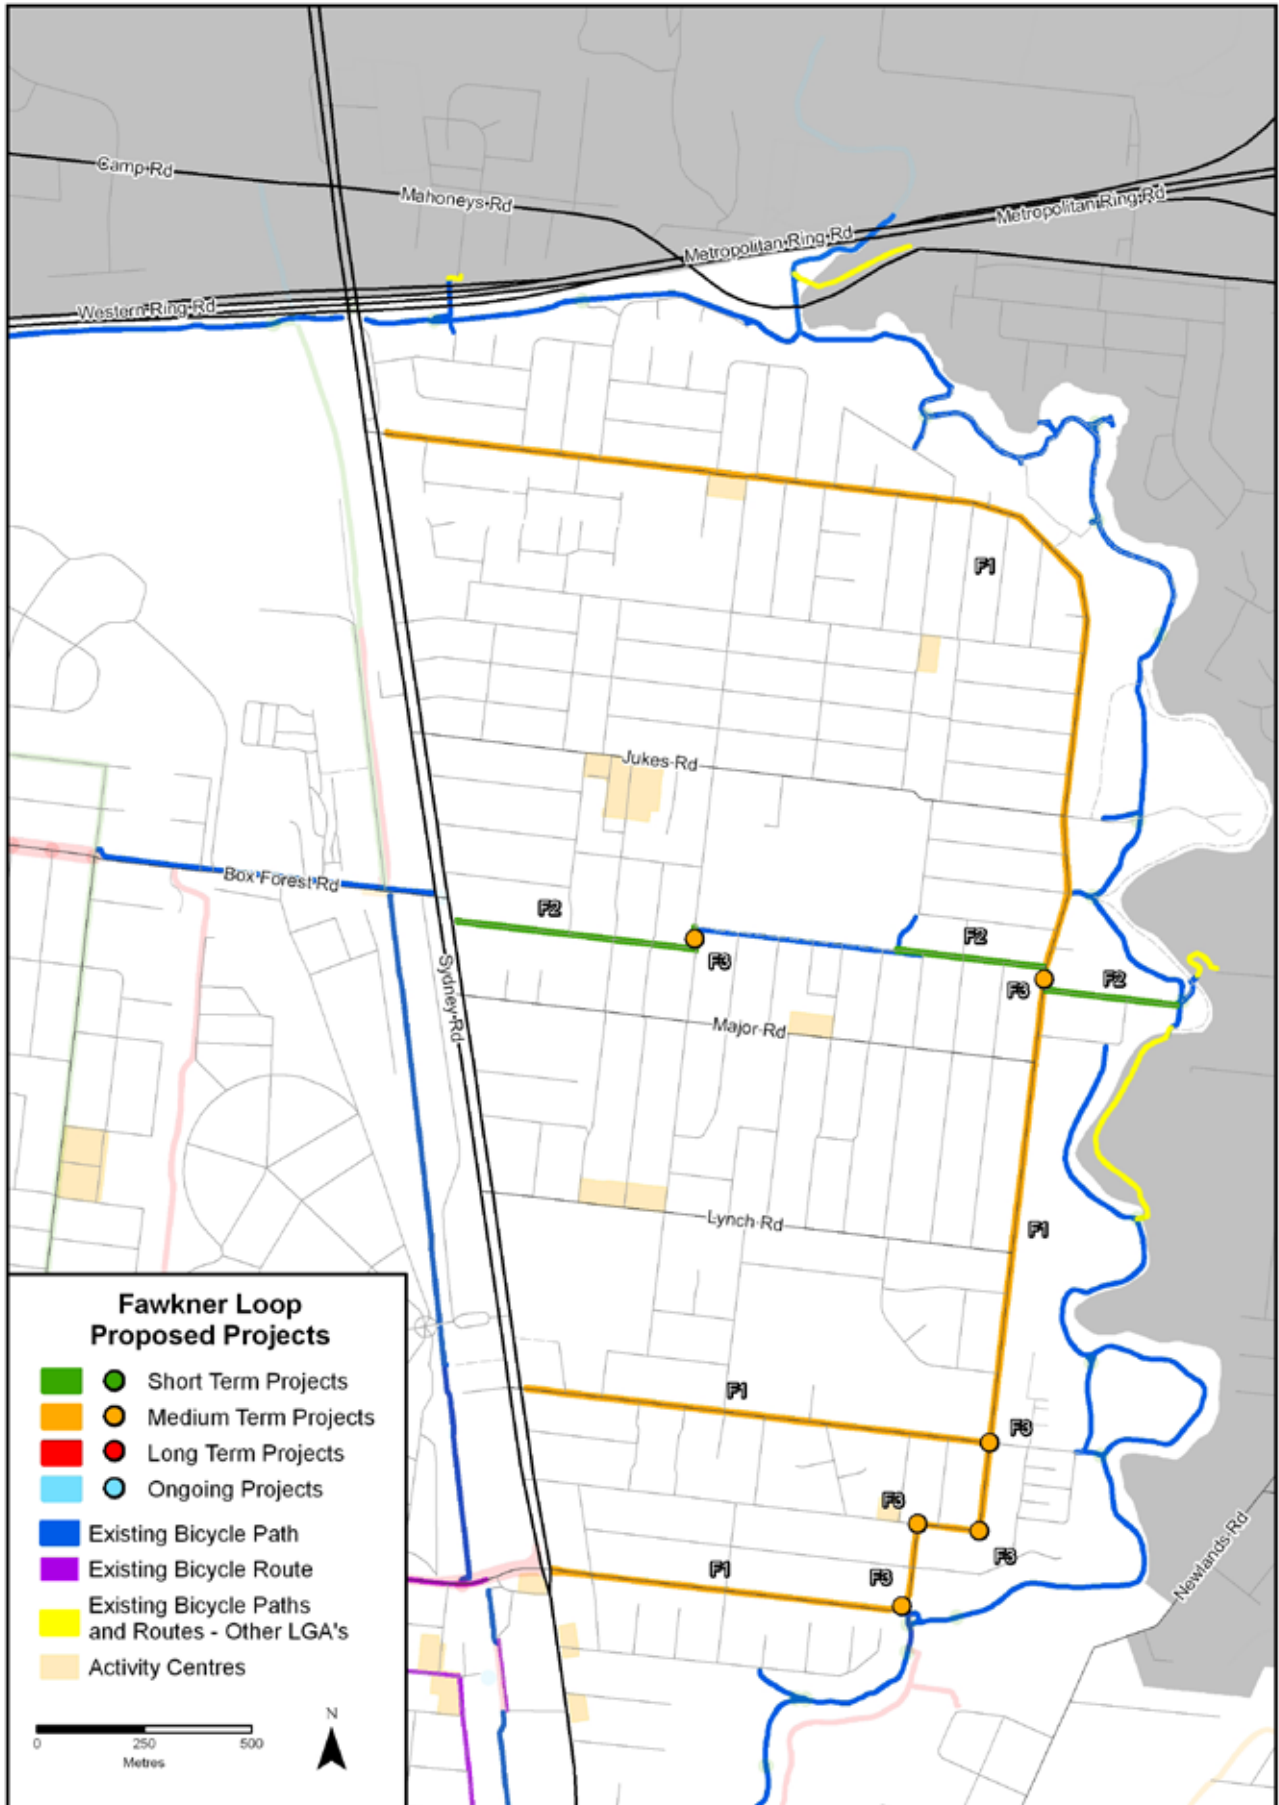 Camp Rd
Mahoneys Rd
Metropolitan Ring Rd
Metropolitan Ring Rd
Western Ring Rd
F1
Jukes Rd
Box Forest Rd
F2
F2
F3
F2
F3
Sydney Rd
Major Rd
Lynch Rd
F1
F1
F3
F3
F3
F1
F3
Newlands Rd
Fawkner Loop
Proposed Projects
Short Term Projects
Medium Term Projects
Long Term Projects
Ongoing Projects
Existing Bicycle Path
Existing Bicycle Route
Existing Bicycle Paths
and Routes - Other LGA's
Activity Centres
N
0 250 500
Metres